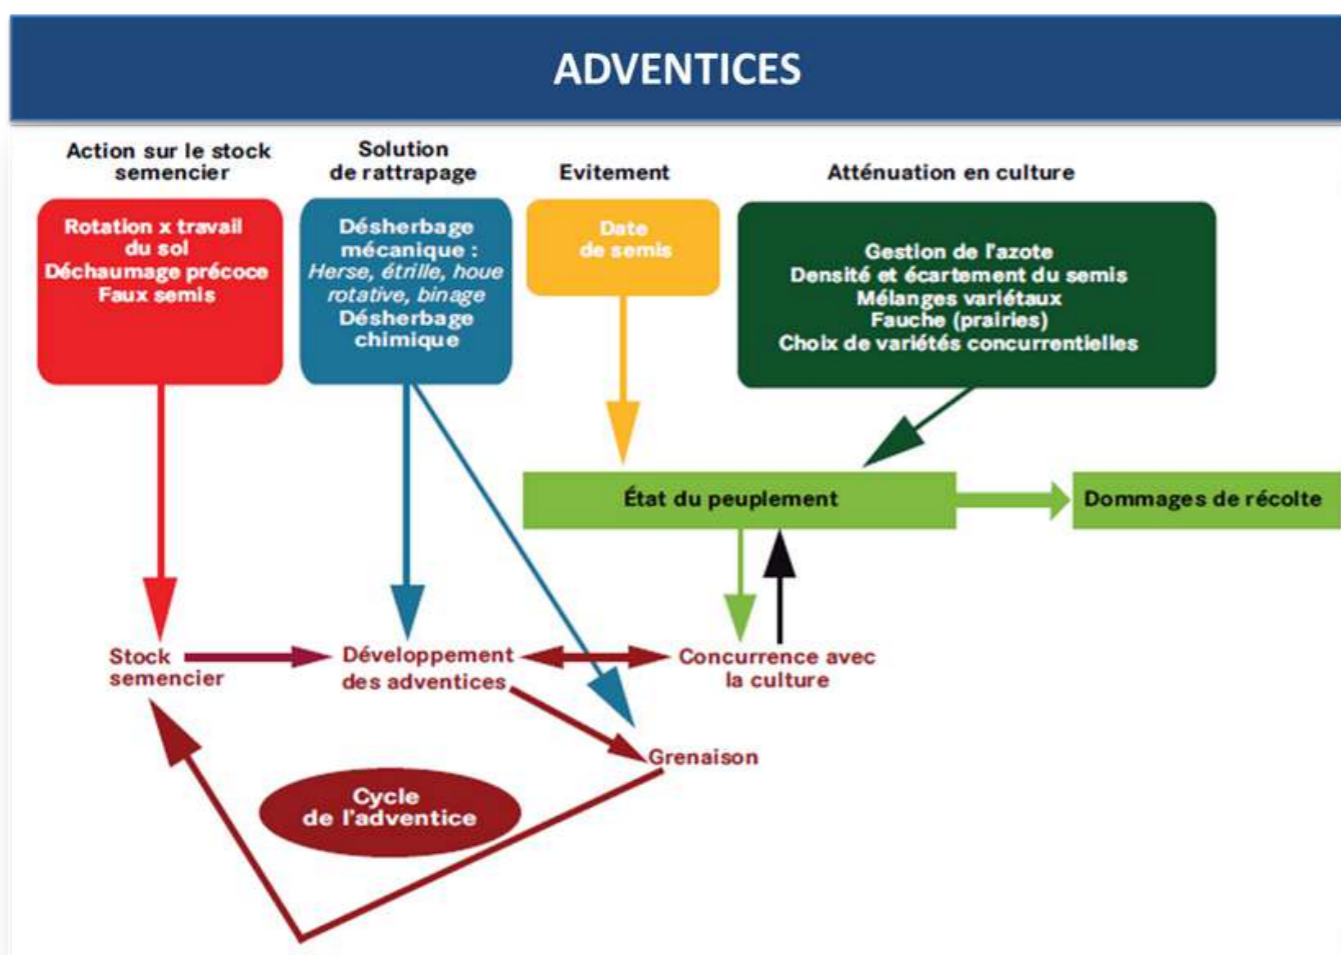 ADVENTICES
Action sur le stock
semencier
Solution
de rattrapage
Evitement
Atténuation en culture
Rotation x travail
du sol
Déchaumage précoce
Faux semis
Désherbage
mécanique :
Herse, étrille, houe
rotative, binage
Désherbage
chimique
Date
de semis
Gestion de l'azote
Densité et écartement du semis
Mélanges variétaux
Fauche (prairies)
Choix de variétés concurrentielles
État du peuplement
Dommages de récolte
Stock
semencier
Développement
des adventices
Concurrence avec
la culture
Grenaison
Cycle
de l'adventice